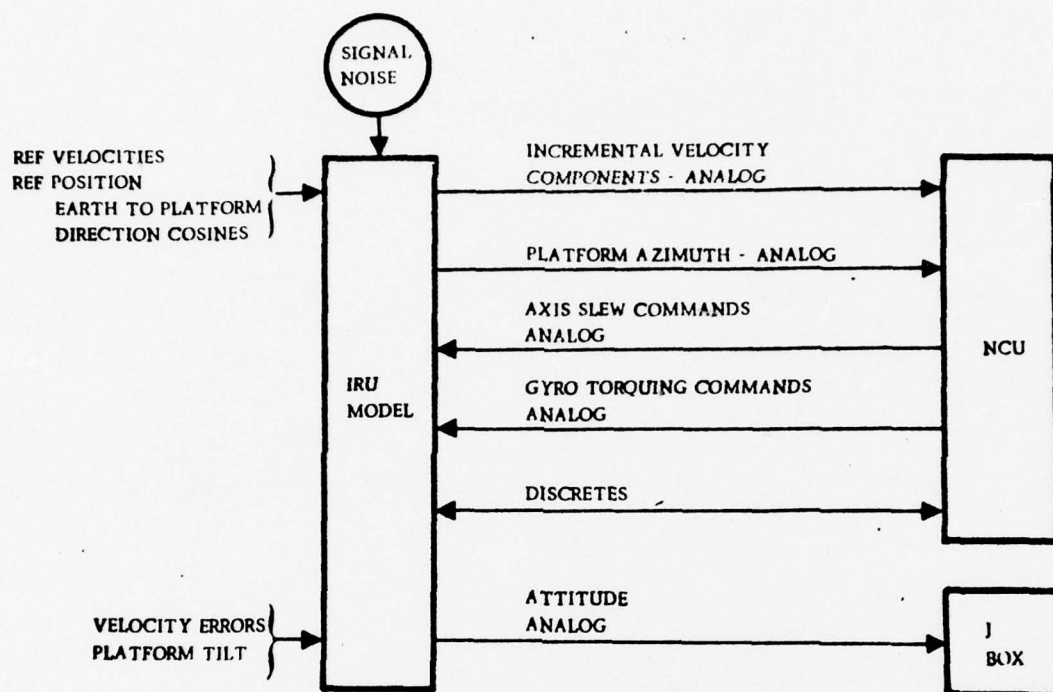 SIGNAL
NOISE
REF VELOCITIES
REF POSITION
EARTH TO PLATFORM
DIRECTION COSINES
INCREMENTAL VELOCITY
COMPONENTS - ANALOG
PLATFORM AZIMUTH - ANALOG
AXIS SLEW COMMANDS
ANALOG
IRU
MODEL
NCU
GYRO TORQUING COMMANDS
ANALOG
DISCRETES
VELOCITY ERRORS
PLATFORM TILT
ATTITUDE
ANALOG
J
BOX